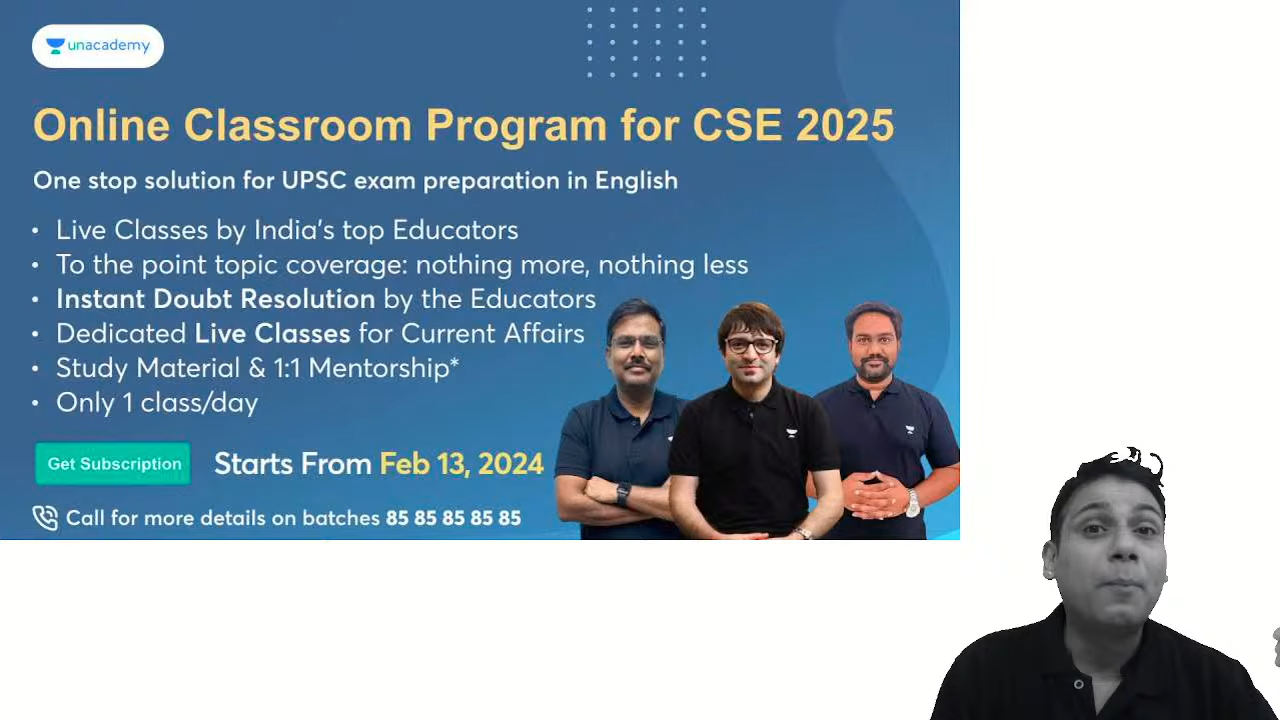 unacademy
Online Classroom Program for CSE 2025
One stop solution for UPSC exam preparation in English
• Live Classes by India's top Educators
• To the point topic coverage: nothing more, nothing less
• Instant Doubt Resolution by the Educators
• Dedicated Live Classes for Current Affairs
• Study Material & 1:1 Mentorship*
• Only 1 class/day
Get Subscription
Starts From Feb 13, 2024
Call for more details on batches 85 85 85 85 85